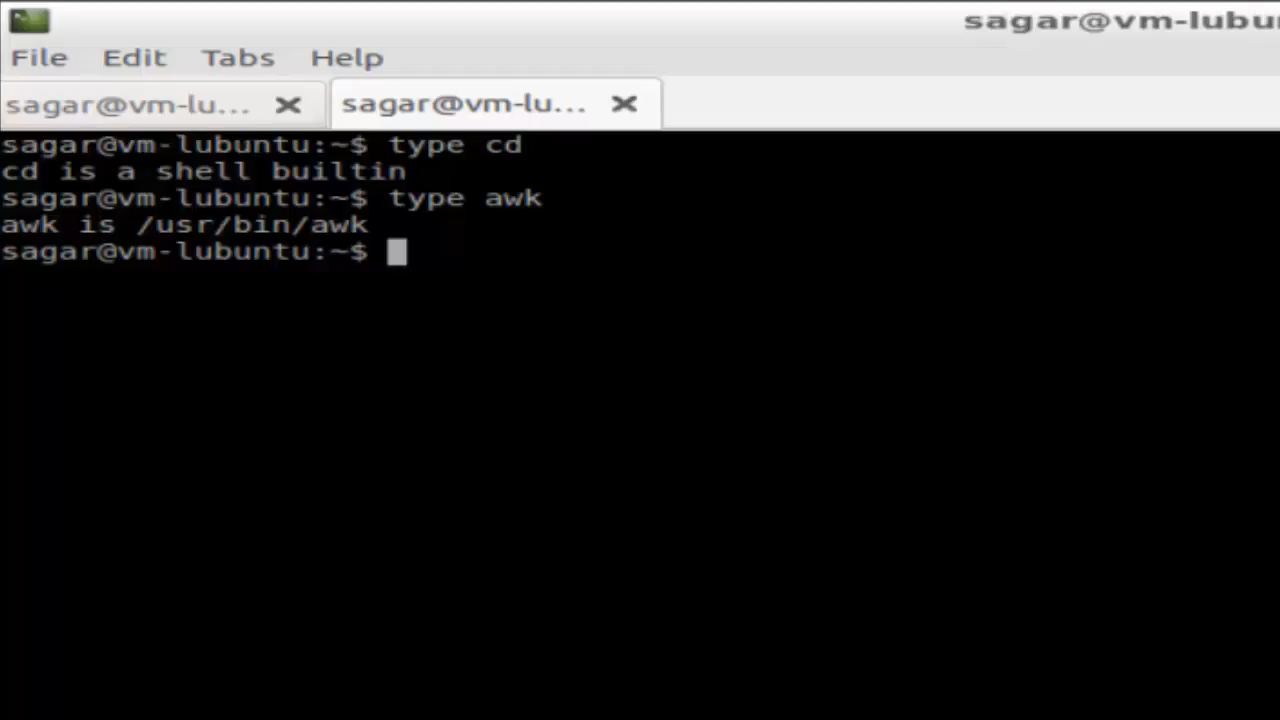 sagar@vm-lubu
File Edit Tabs Help
sagar@vm-lu... sagar@vm-lu...
sagar@vm-lubuntu:~$ type cd
cd is a shell builtin
sagar@vm-lubuntu:~$ type awk
awk is /usr/bin/awk
sagar@vm-lubuntu:~$